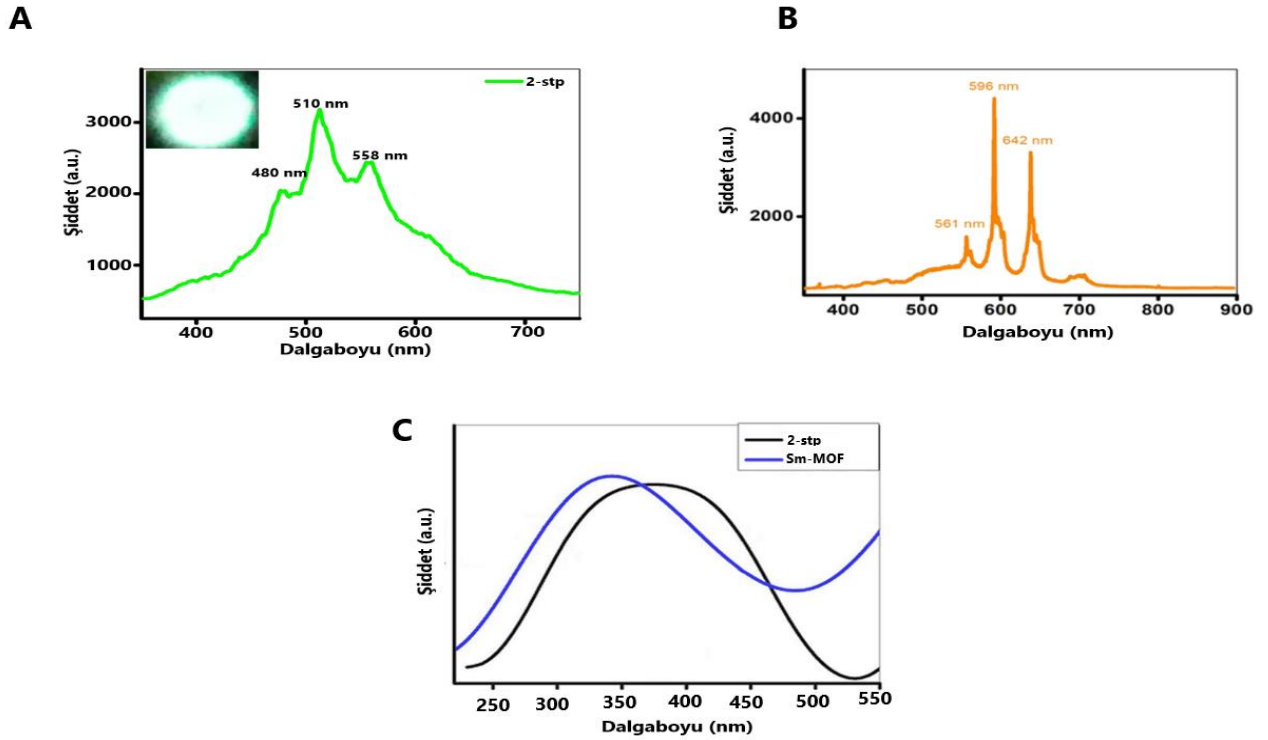 A
2-stp
510 nm
558 nm
480 nm
3000
2000
1000
Şiddet (a.u.)
400 500 600 700
Dalgaboyu (nm)
B
596 nm
642 nm
561 nm
4000
2000
Şiddet (a.u.)
400 500 600 700 800 900
Dalgaboyu (nm)
C
2-stp
Sm-MOF
Şiddet (a.u.)
250 300 350 400 450 500 550
Dalgaboyu (nm)